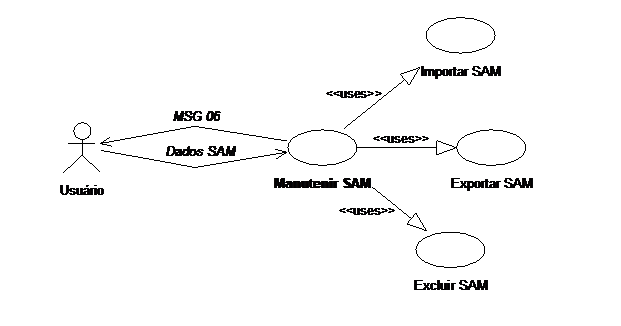 Importar SAM
<<uses>>
MSG 06
<<uses>>
Dados SAM
Manutenir SAM
Exportar SAM
Usuário
<<uses>>
Excluir SAM